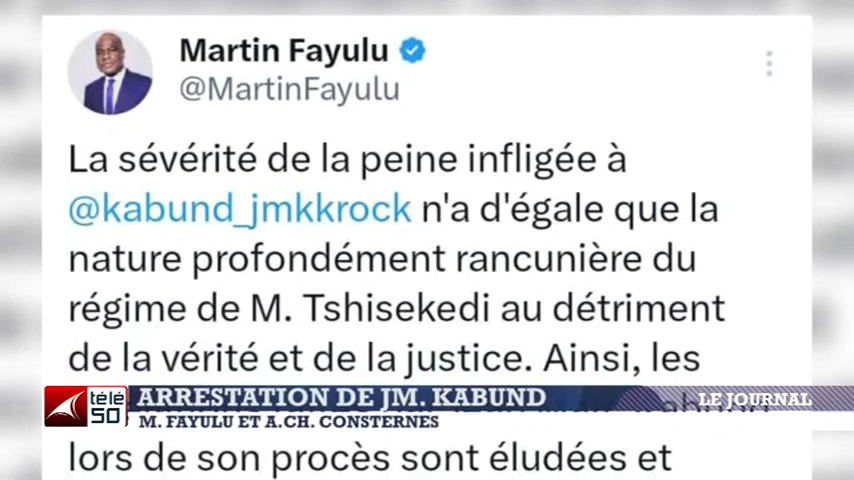 Martin Fayulu
@MartinFayulu
La sévérité de la peine infligée à
@kabund_jmkkrock n'a d'égale que la
nature profondément rancunière du
régime de M. Tshisekedi au détriment
de la vérité et de la justice. Ainsi, les
télé
50
ARRESTATION DE JM. KABUND
LE JOURNAL
M. FAYULU ET A.CH. CONSTERNES
lors de son procès sont éludées et